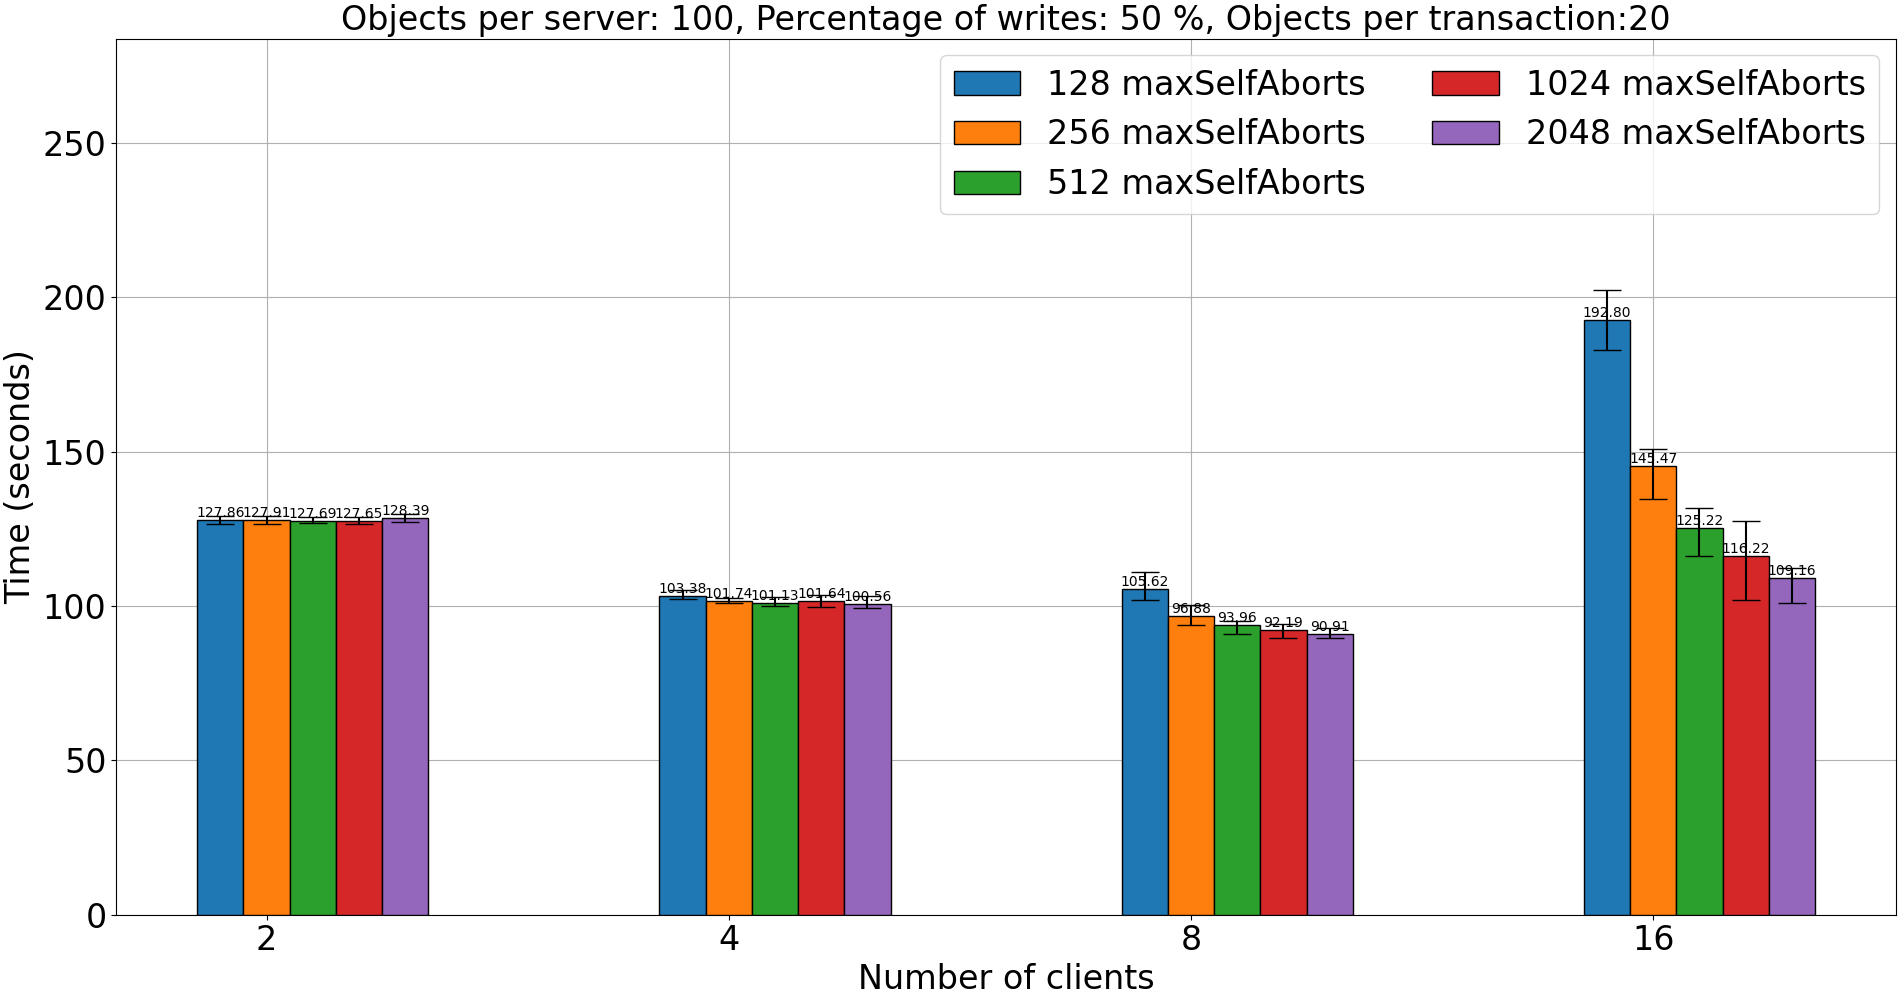 Objects per server: 100, Percentage of writes: 50 %, Objects per transaction:20
128 maxSelfAborts
256 maxSelfAborts
512 maxSelfAborts
1024 maxSelfAborts
2048 maxSelfAborts
Time (seconds)
250
200
150
100
50
0
127.86 127.91 127.69 127.65 128.39
103.38 101.74 101.13 101.64 100.56
105.62 96.88 93.96 92.19 90.91
192.80 145.47 125.22 116.22 109.16
2 4 8 16
Number of clients